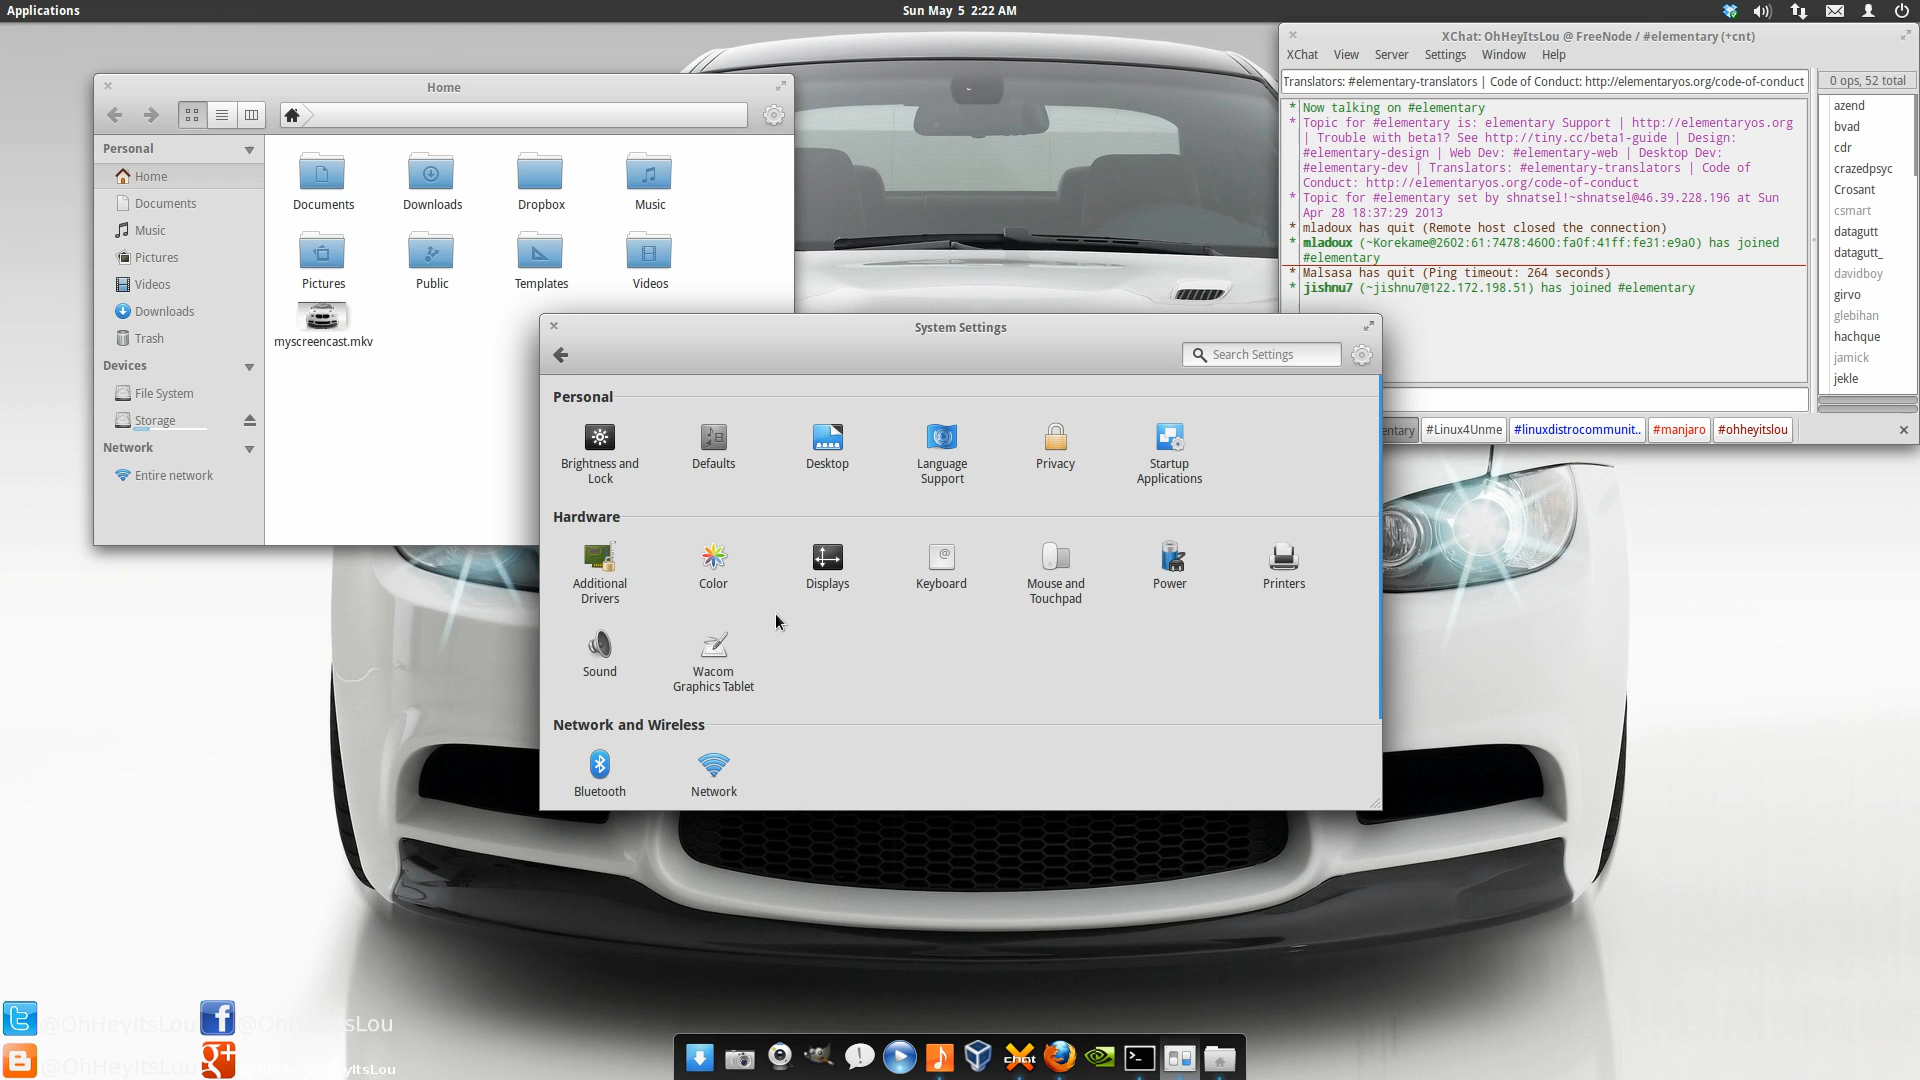 Applications
Sun May 5 2:22 AM
Home
Personal
Home
Documents
Music
Pictures
Videos
Downloads
Trash
Devices
File System
Storage
Network
Entire network
Documents
Downloads
Dropbox
Music
Pictures
Public
Templates
Videos
myscreencast.mkv
System Settings
Search Settings
Personal
Brightness and
Lock
Defaults
Desktop
Language
Support
Privacy
Startup
Applications
Hardware
Additional
Drivers
Color
Displays
Keyboard
Mouse and
Touchpad
Power
Printers
Sound
Wacom
Graphics Tablet
Network and Wireless
Bluetooth
Network
XChat: OhHeyItsLou @ FreeNode / #elementary (+cnt)
XChat View Server Settings Window Help
Translators: #elementary-translators | Code of Conduct: http://elementaryos.org/code-of-conduct
0 ops, 52 total
* Now talking on #elementary
* Topic for #elementary is: elementary Support | http://elementaryos.org
| Trouble with beta1? See http://tiny.cc/beta1-guide | Design:
#elementary-design | Web Dev: #elementary-web | Desktop Dev:
#elementary-dev | Translators: #elementary-translators | Code of
Conduct: http://elementaryos.org/code-of-conduct
* Topic for #elementary set by shnatsel!~shnatsel@46.39.228.196 at Sun
Apr 28 18:37:29 2013
* mladoux has quit (Remote host closed the connection)
* mladoux (~Korekame@2602:61:7478:4600:fa0f:41ff:fe31:e9a0) has joined
#elementary
* Malsasa has quit (Ping timeout: 264 seconds)
* jishnu7 (~jishnu7@122.172.198.51) has joined #elementary
azend
bvad
cdr
crazedpsyc
Crosant
csmart
datagutt
datagutt_
davidboy
girvo
glebihan
hachque
jamick
jekle
entary
#Linux4Unme
#linuxdistrocommunit..
#manjaro
#ohheyitslou
@OhHeyItsLou
@OhHeyItsLou
@OhHeyItsLou
ItsLou
chat